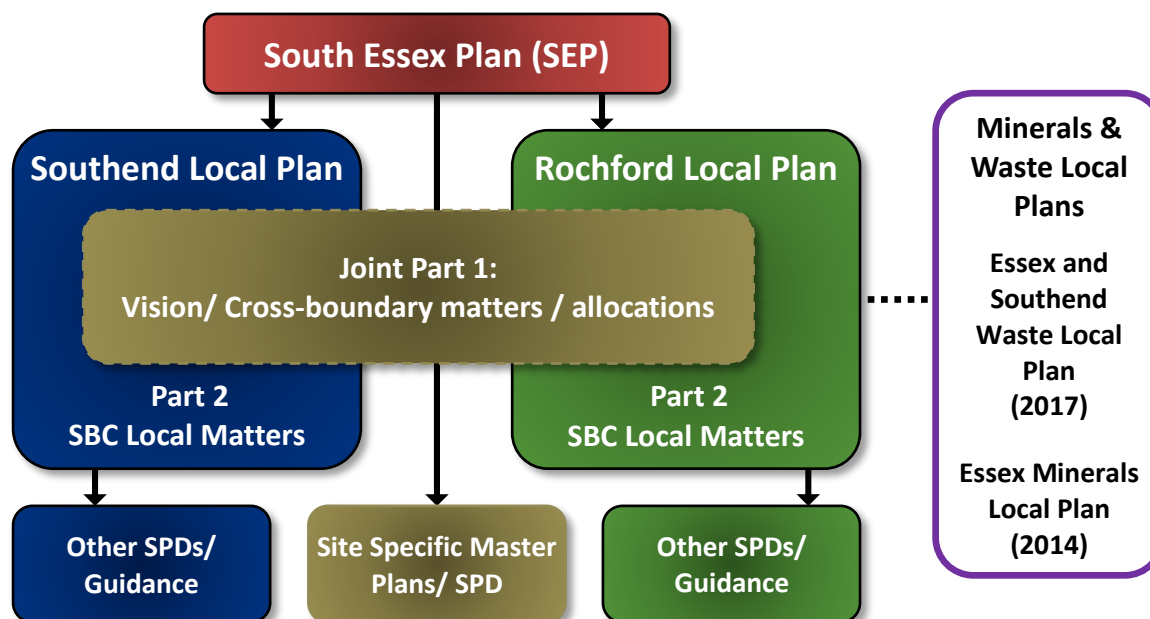 South Essex Plan (SEP)
Southend Local Plan
Rochford Local Plan
Joint Part 1:
Vision/ Cross-boundary matters / allocations
Part 2
SBC Local Matters
Part 2
SBC Local Matters
Other SPDs/
Guidance
Site Specific Master
Plans/ SPD
Other SPDs/
Guidance
Minerals &
Waste Local
Plans
Essex and
Southend
Waste Local
Plan
(2017)
Essex Minerals
Local Plan
(2014)